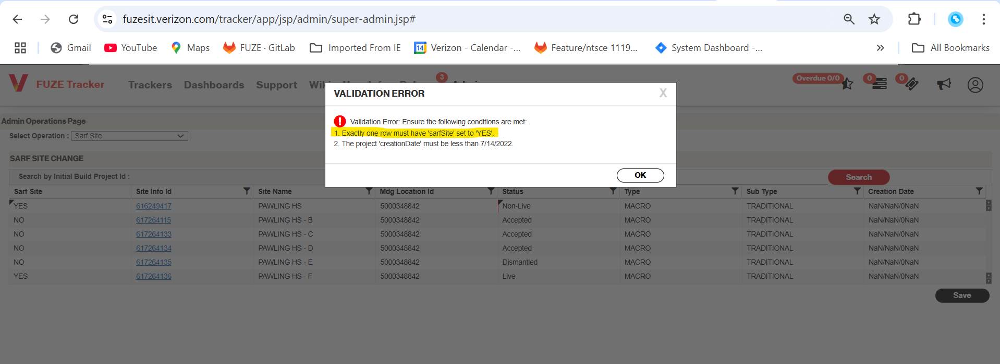 fuzesit.verizon.com/tracker/app/jsp/admin/super-admin.jsp#
Gmail YouTube Maps FUZE · GitLab Imported From IE Verizon - Calendar -... Feature/ntsce 1119... System Dashboard -... » All Bookmarks
FUZE Tracker Trackers Dashboards Support 3 Overdue 0/0 0 0
VALIDATION ERROR X
Validation Error: Ensure the following conditions are met:
1. Exactly one row must have 'sarfSite' set to 'YES'.
2. The project 'creationDate' must be less than 7/14/2022.
OK
Admin Operations Page
Select Operation : Sarf Site
SARF SITE CHANGE
Search by Initial Build Project Id : Search
Sarf Site Site Info Id Site Name Mdg Location Id Status Type Sub Type Creation Date
YES 616249417 PAWLING HS 5000348842 Non-Live MACRO TRADITIONAL NaN/NaN/0NaN
NO 617264115 PAWLING HS - B 5000348842 Accepted MACRO TRADITIONAL NaN/NaN/0NaN
NO 617264133 PAWLING HS - C 5000348842 Accepted MACRO TRADITIONAL NaN/NaN/0NaN
NO 617264134 PAWLING HS - D 5000348842 Accepted MACRO TRADITIONAL NaN/NaN/0NaN
NO 617264135 PAWLING HS - E 5000348842 Dismantled MACRO TRADITIONAL NaN/NaN/0NaN
YES 617264136 PAWLING HS - F 5000348842 Live MACRO TRADITIONAL NaN/NaN/0NaN
Save